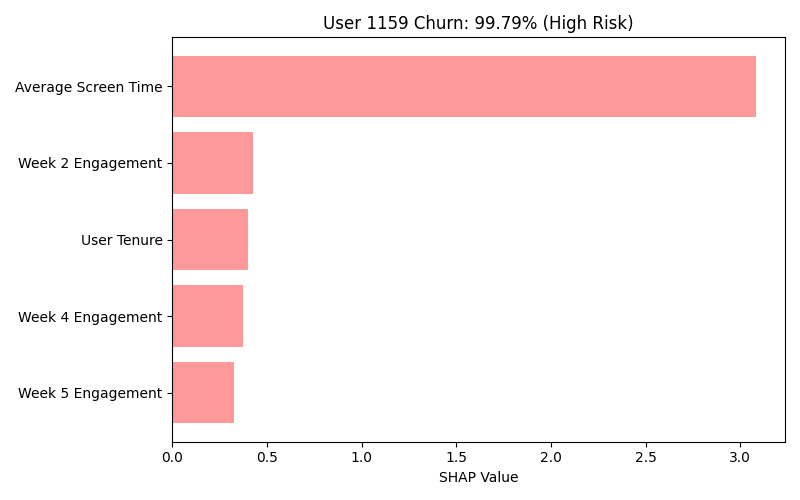 User 1159 Churn: 99.79% (High Risk)
Average Screen Time
Week 2 Engagement
User Tenure
Week 4 Engagement
Week 5 Engagement
0.0 0.5 1.0 1.5 2.0 2.5 3.0
SHAP Value